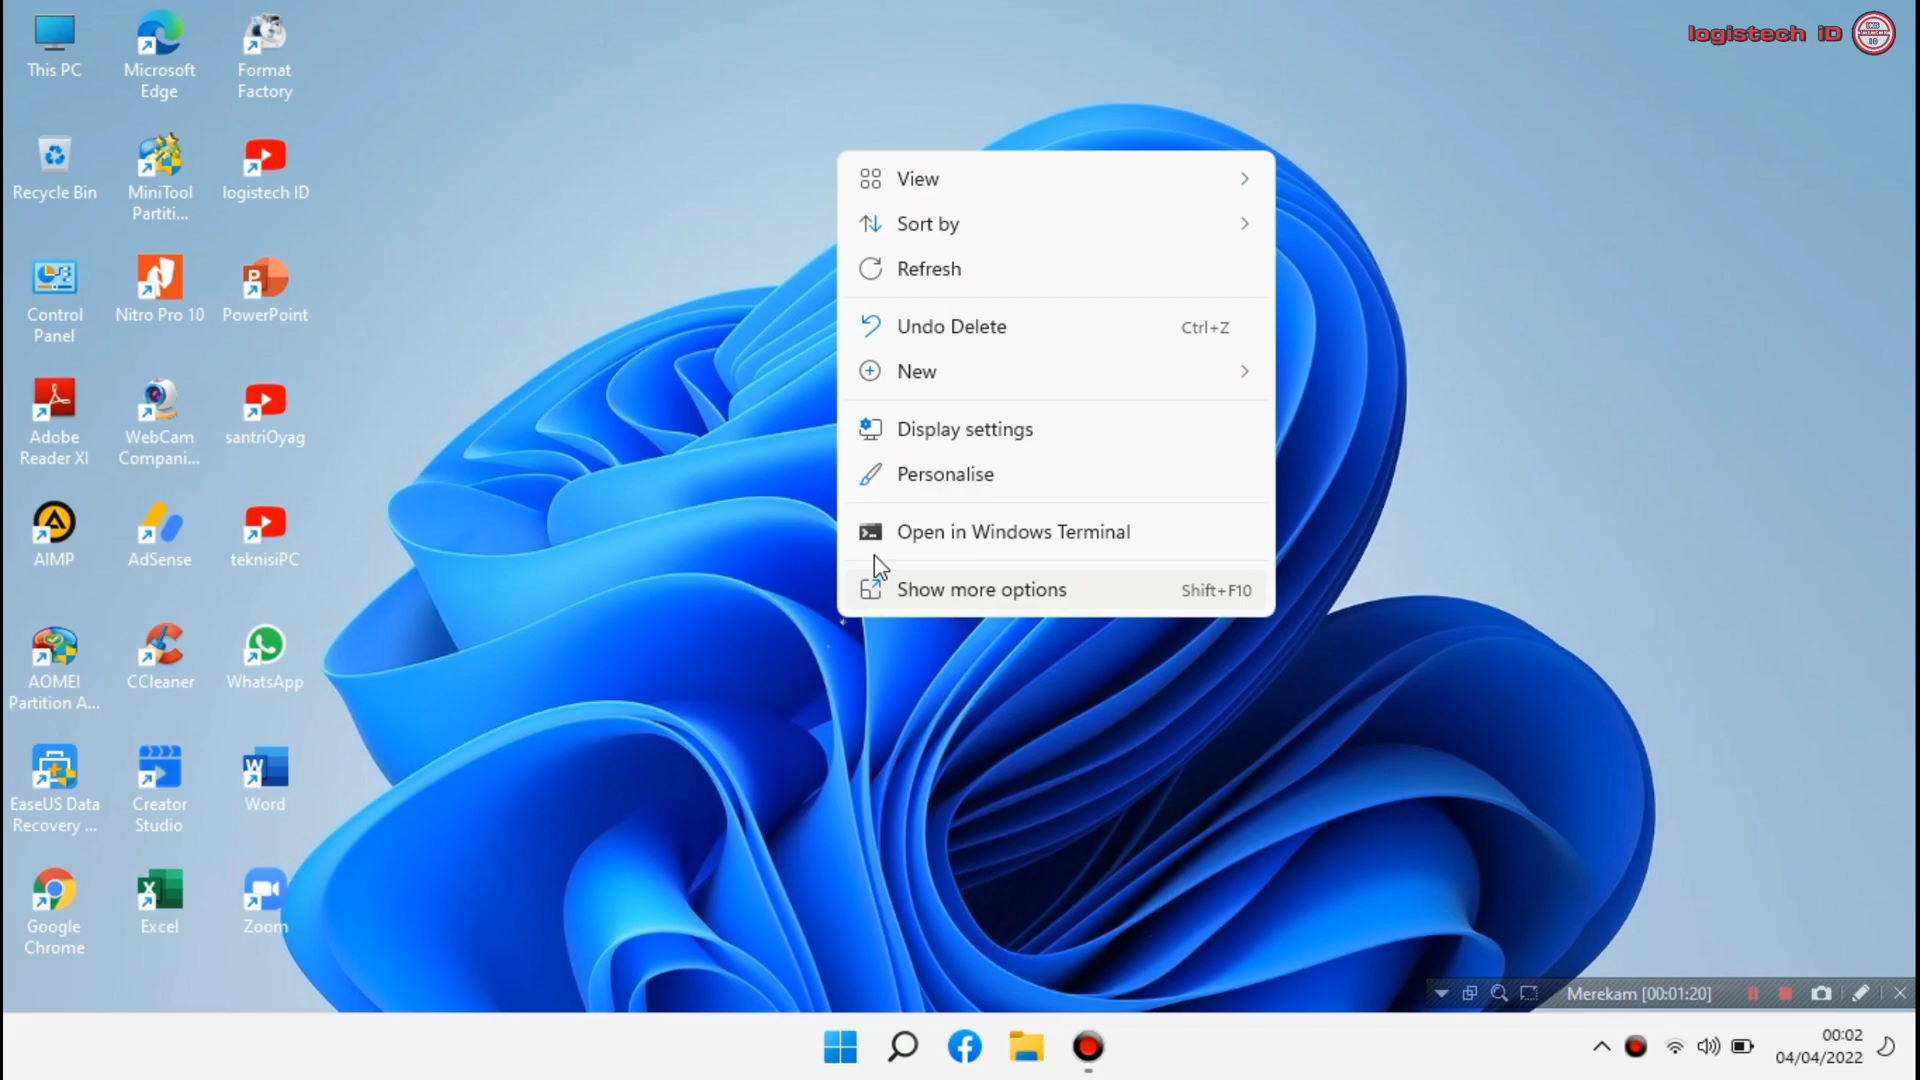 This PC
Microsoft
Edge
Format
Factory
logistech iD
Recycle Bin
MiniTool
Partiti...
logistech ID
Control
Panel
Nitro Pro 10
PowerPoint
Adobe
Reader XI
WebCam
Compani...
santriOyag
AIMP
AdSense
teknisiPC
AOMEI
Partition A...
CCleaner
WhatsApp
EaseUS Data
Recovery ...
Creator
Studio
Word
Google
Chrome
Excel
Zoom
View
Sort by
Refresh
Undo Delete Ctrl+Z
New
Display settings
Personalise
Open in Windows Terminal
Show more options Shift+F10
Merekam [00:01:20]
00:02
04/04/2022